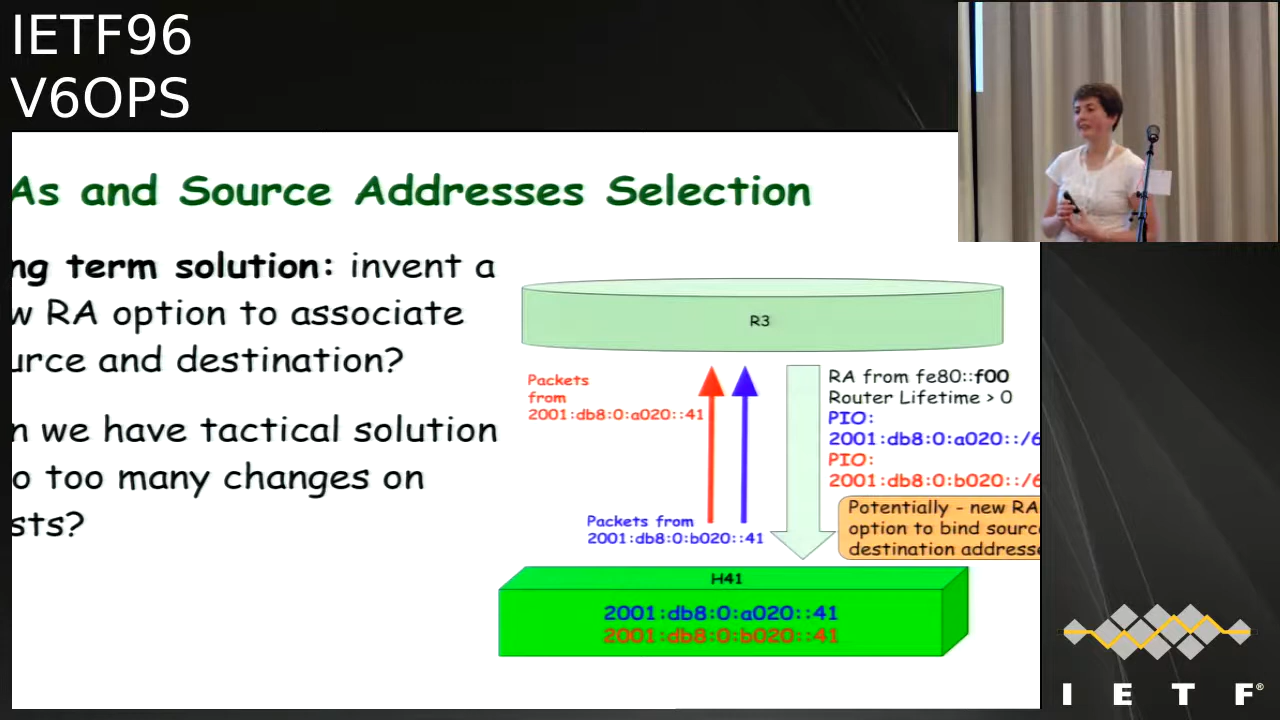 IETF96
V6OPS
As and Source Addresses Selection
ng term solution: invent a
w RA option to associate
urce and destination?
n we have tactical solution
o too many changes on
sts?
R3
Packets
from
2001:db8:0:a020::41
RA from fe80::f00
Router Lifetime > 0
PIO:
2001:db8:0:a020::/6
PIO:
2001:db8:0:b020::/6
Potentially - new RA
option to bind sourc
destination addresse
Packets from
2001:db8:0:b020::41
H41
2001:db8:0:a020::41
2001:db8:0:b020::41
I E T F®